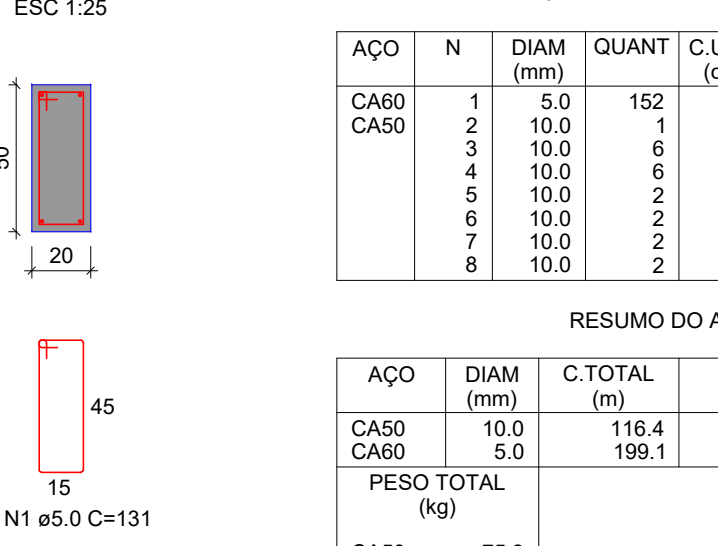 ESC 1:25
50
20
45
15
N1 ø5.0 C=131
AÇO N DIAM QUANT
(mm)
CA60 1 5.0 152
CA50 2 10.0 1
3 10.0 6
4 10.0 6
5 10.0 2
6 10.0 2
7 10.0 2
8 10.0 2
RESUMO DO
AÇO DIAM C.TOTAL
(mm) (m)
CA50 10.0 116.4
CA60 5.0 199.1
PESO TOTAL
(kg)